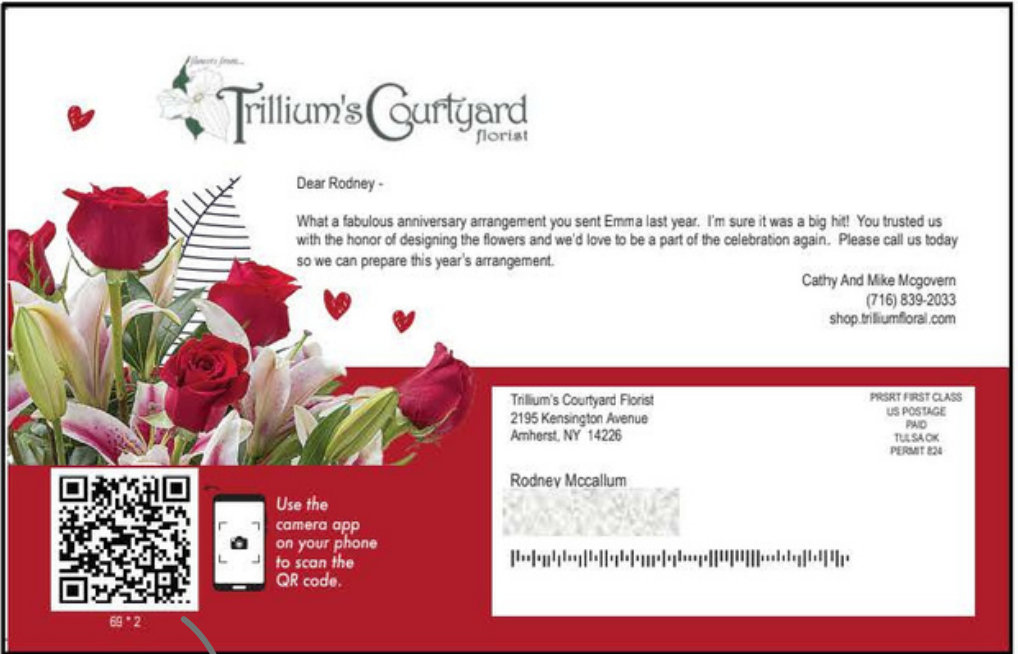 flowers from...
Trillium's Courtyard
florist
Dear Rodney -
What a fabulous anniversary arrangement you sent Emma last year. I'm sure it was a big hit! You trusted us
with the honor of designing the flowers and we'd love to be a part of the celebration again. Please call us today
so we can prepare this year's arrangement.
Cathy And Mike Mcgovern
(716) 839-2033
shop.trilliumfloral.com
Trillium's Courtyard Florist
2195 Kensington Avenue
Amherst, NY 14226
PRSRT FIRST CLASS
US POSTAGE
PAID
TULSA OK
PERMIT 824
Rodney Mccallum
Use the
camera app
on your phone
to scan the
QR code.
69 * 2